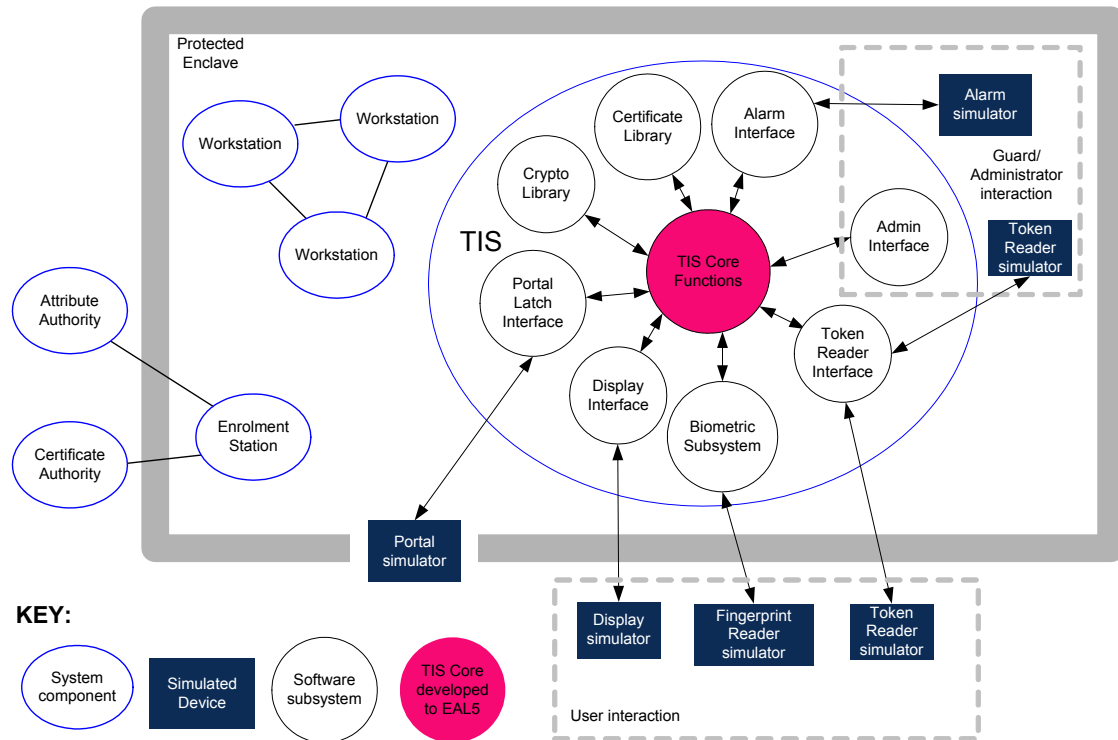 Protected
Enclave
Workstation
Workstation
Workstation
Attribute
Authority
Certificate
Authority
Enrolment
Station
TIS
Certificate
Library
Alarm
Interface
Crypto
Library
TIS Core
Functions
Admin
Interface
Portal
Latch
Interface
Token
Reader
Interface
Display
Interface
Biometric
Subsystem
Alarm
simulator
Guard/
Administrator
interaction
Token
Reader
simulator
Portal
simulator
Display
simulator
Fingerprint
Reader
simulator
Token
Reader
simulator
User interaction
KEY:
System
component
Simulated
Device
Software
subsystem
TIS Core
developed
to EAL5